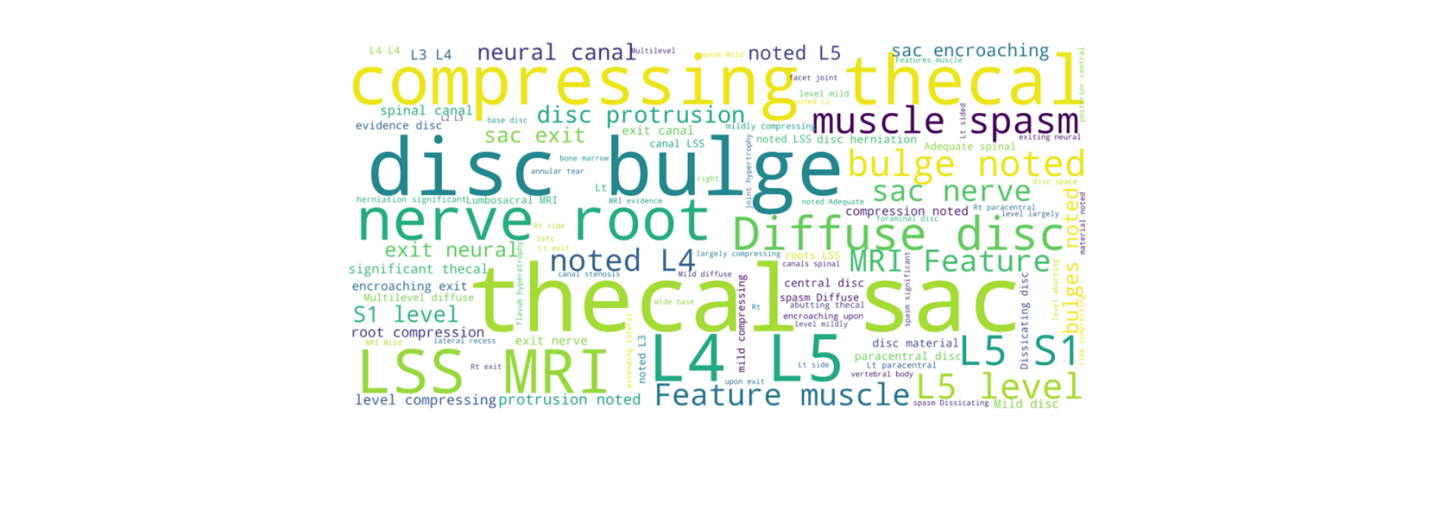 L4 L4
L3 L4
neural canal
Multilevel
spasm Mild
noted L5
sac encroaching
Features muscle
compressing thecal
facet joint
level mild
noted L2
posterior central
spinal canal
L2 L3
base disc
disc protrusion
muscle spasm
Lt sided
evidence disc
sac exit
exit canal
mildly compressing
exiting neural
canal LSS
noted LSS
disc herniation
Adequate spinal
disc bulge
bone marrow
annular tear
joint hypertrophy
bulge noted
right
disc space
Lt
sac nerve
herniation significant
Lumbosacral MRI
MRI evidence
noted Adequate
material noted
nerve root
compression noted
Rt paracentral
level largely
foraminal disc
Rt side
Diffuse disc
bulges noted
left
exit neural
Lt exit
flavum hyperatrophy
noted L4
largely compressing
roots LSS
canals spinal
MRI Feature
significant thecal
canal stenosis
Mild diffuse
spasm significant
level abutting
encroaching exit
thecal sac
mild compressing
central disc
Dissicating disc
Multilevel diffuse
Wide base
Rt
spasm Diffuse
abutting thecal
side compressing
S1 level
encroaching upon
level mildly
root compression
MRI Mild
lateral recess
exit nerve
extending lateral
noted L3
L4 L5
disc material
L5 S1
paracentral disc
LSS MRI
Rt exit
Lt side
Lt paracentral
vertebral body
upon exit
L5 level
level compressing
protrusion noted
Feature muscle
spasm Dissicating
Mild disc